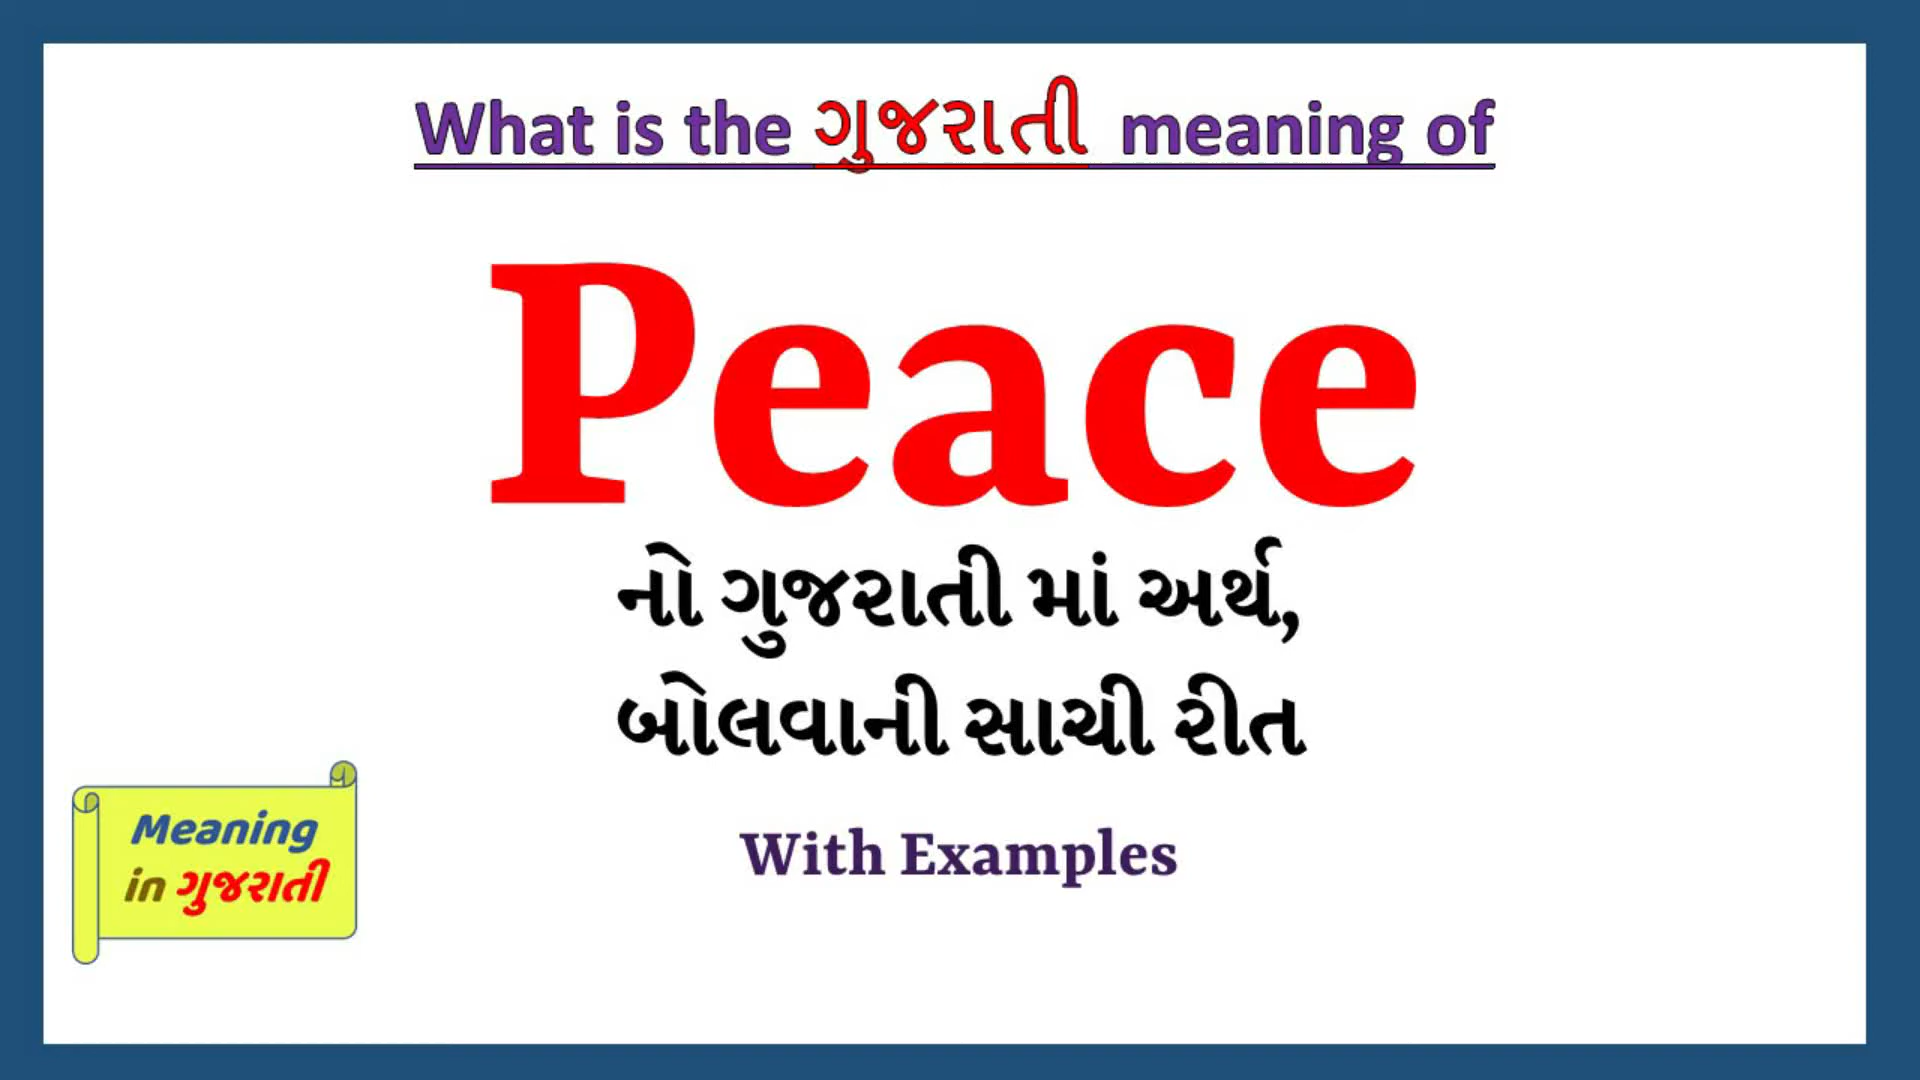 What is the ગુજરાતી meaning of
Peace
નો ગુજરાતી માં અર્થ,
બોલવાની સાચી રીત
With Examples
Meaning
in ગુજરાતી